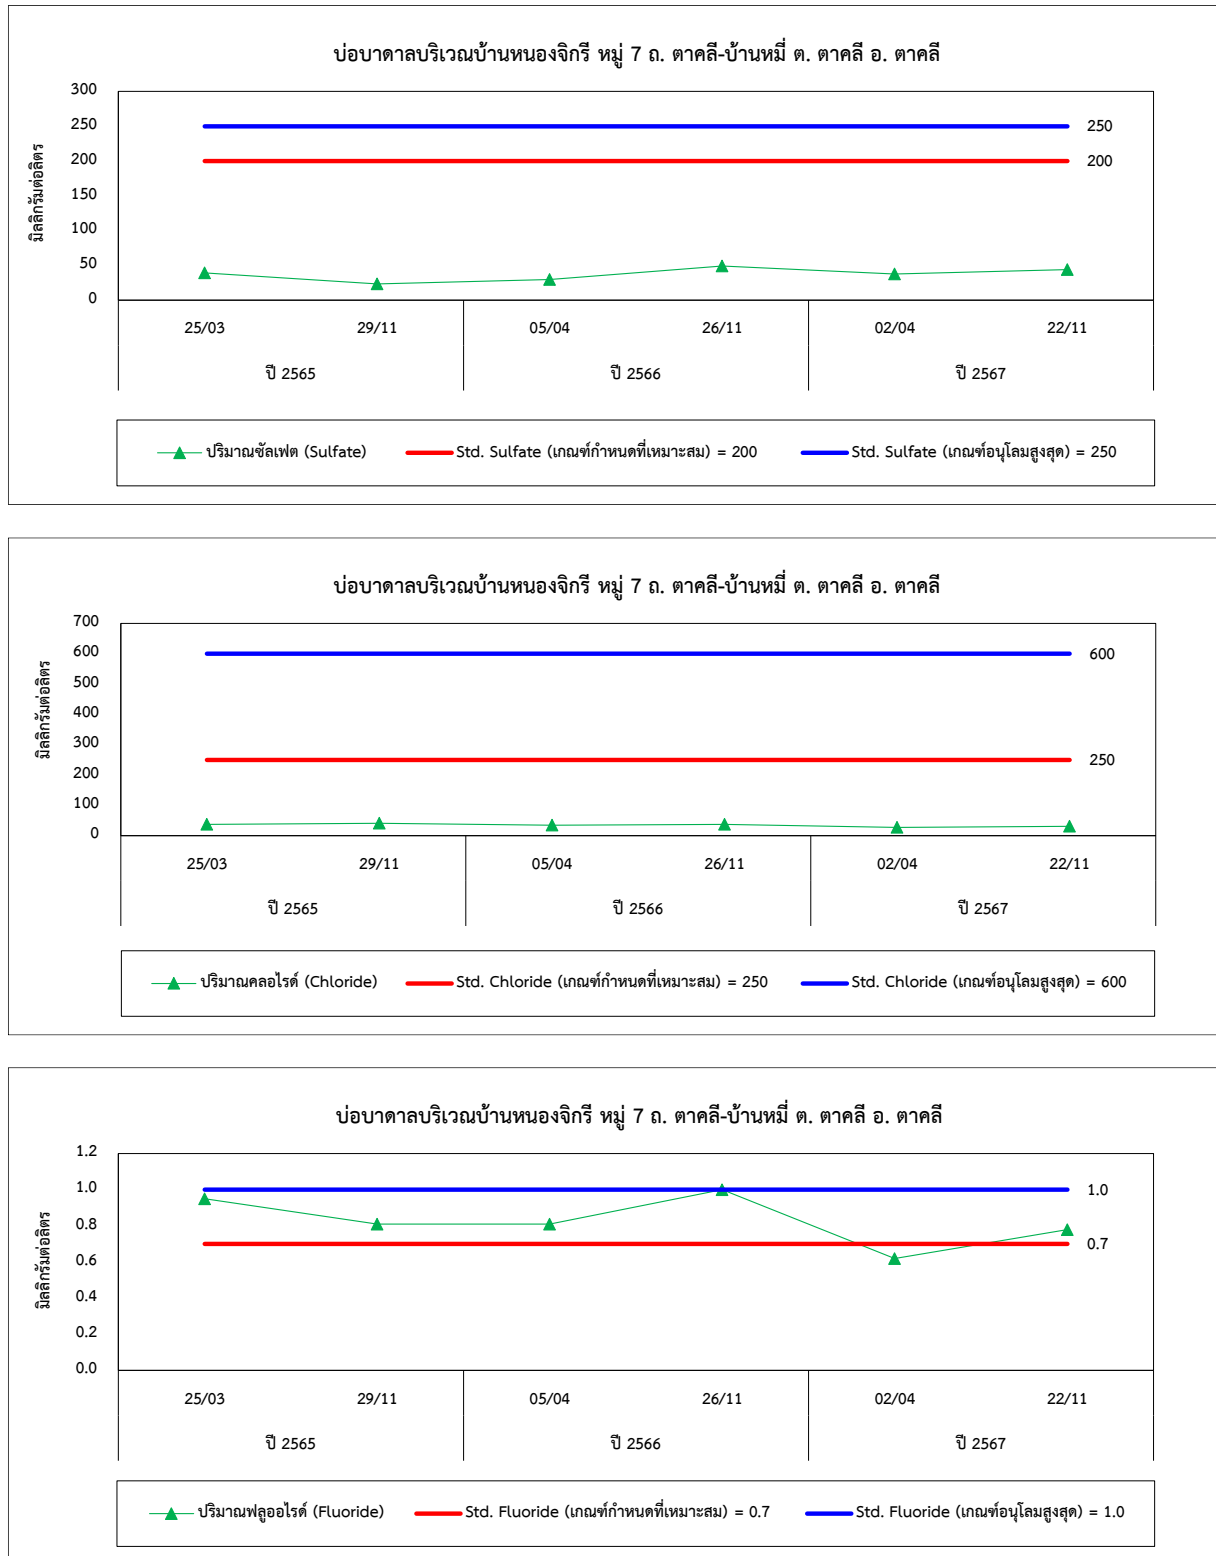 บ่อบาดาลบริเวณบ้านหนองจิกรี หมู่ 7 ถ. ตาคลี-บ้านหมี่ ต. ตาคลี อ. ตาคลี
มิลลิกรัมต่อลิตร
300
250
200
150
100
50
0
250
200
25/03 29/11 05/04 26/11 02/04 22/11
ปี 2565 ปี 2566 ปี 2567
ปริมาณซัลเฟต (Sulfate) Std. Sulfate (เกณฑ์กำหนดที่เหมาะสม) = 200 Std. Sulfate (เกณฑ์อนุโลมสูงสุด) = 250
บ่อบาดาลบริเวณบ้านหนองจิกรี หมู่ 7 ถ. ตาคลี-บ้านหมี่ ต. ตาคลี อ. ตาคลี
มิลลิกรัมต่อลิตร
700
600
500
400
300
200
100
0
600
250
25/03 29/11 05/04 26/11 02/04 22/11
ปี 2565 ปี 2566 ปี 2567
ปริมาณคลอไรด์ (Chloride) Std. Chloride (เกณฑ์กำหนดที่เหมาะสม) = 250 Std. Chloride (เกณฑ์อนุโลมสูงสุด) = 600
บ่อบาดาลบริเวณบ้านหนองจิกรี หมู่ 7 ถ. ตาคลี-บ้านหมี่ ต. ตาคลี อ. ตาคลี
มิลลิกรัมต่อลิตร
1.2
1.0
0.8
0.6
0.4
0.2
0.0
1.0
0.7
25/03 29/11 05/04 26/11 02/04 22/11
ปี 2565 ปี 2566 ปี 2567
ปริมาณฟลูออไรด์ (Fluoride) Std. Fluoride (เกณฑ์กำหนดที่เหมาะสม) = 0.7 Std. Fluoride (เกณฑ์อนุโลมสูงสุด) = 1.0